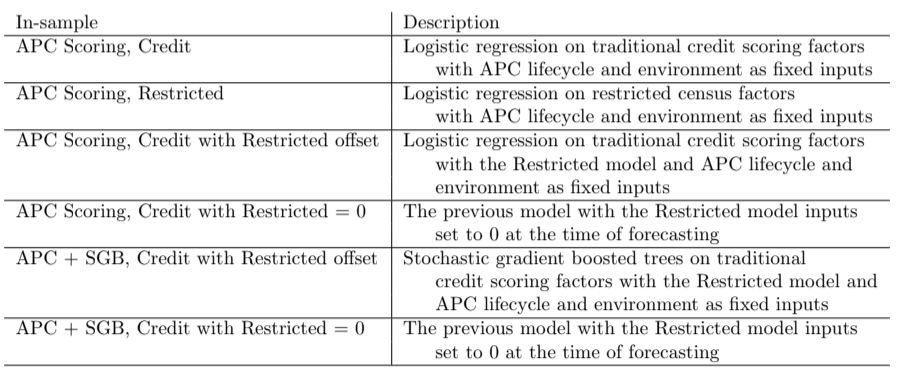 In-sample Description
APC Scoring, Credit Logistic regression on traditional credit scoring factors
with APC lifecycle and environment as fixed inputs
APC Scoring, Restricted Logistic regression on restricted census factors
with APC lifecycle and environment as fixed inputs
APC Scoring, Credit with Restricted offset Logistic regression on traditional credit scoring factors
with the Restricted model and APC lifecycle and
environment as fixed inputs
APC Scoring, Credit with Restricted = 0 The previous model with the Restricted model inputs
set to 0 at the time of forecasting
APC + SGB, Credit with Restricted offset Stochastic gradient boosted trees on traditional
credit scoring factors with the Restricted model and
APC lifecycle and environment as fixed inputs
APC + SGB, Credit with Restricted = 0 The previous model with the Restricted model inputs
set to 0 at the time of forecasting